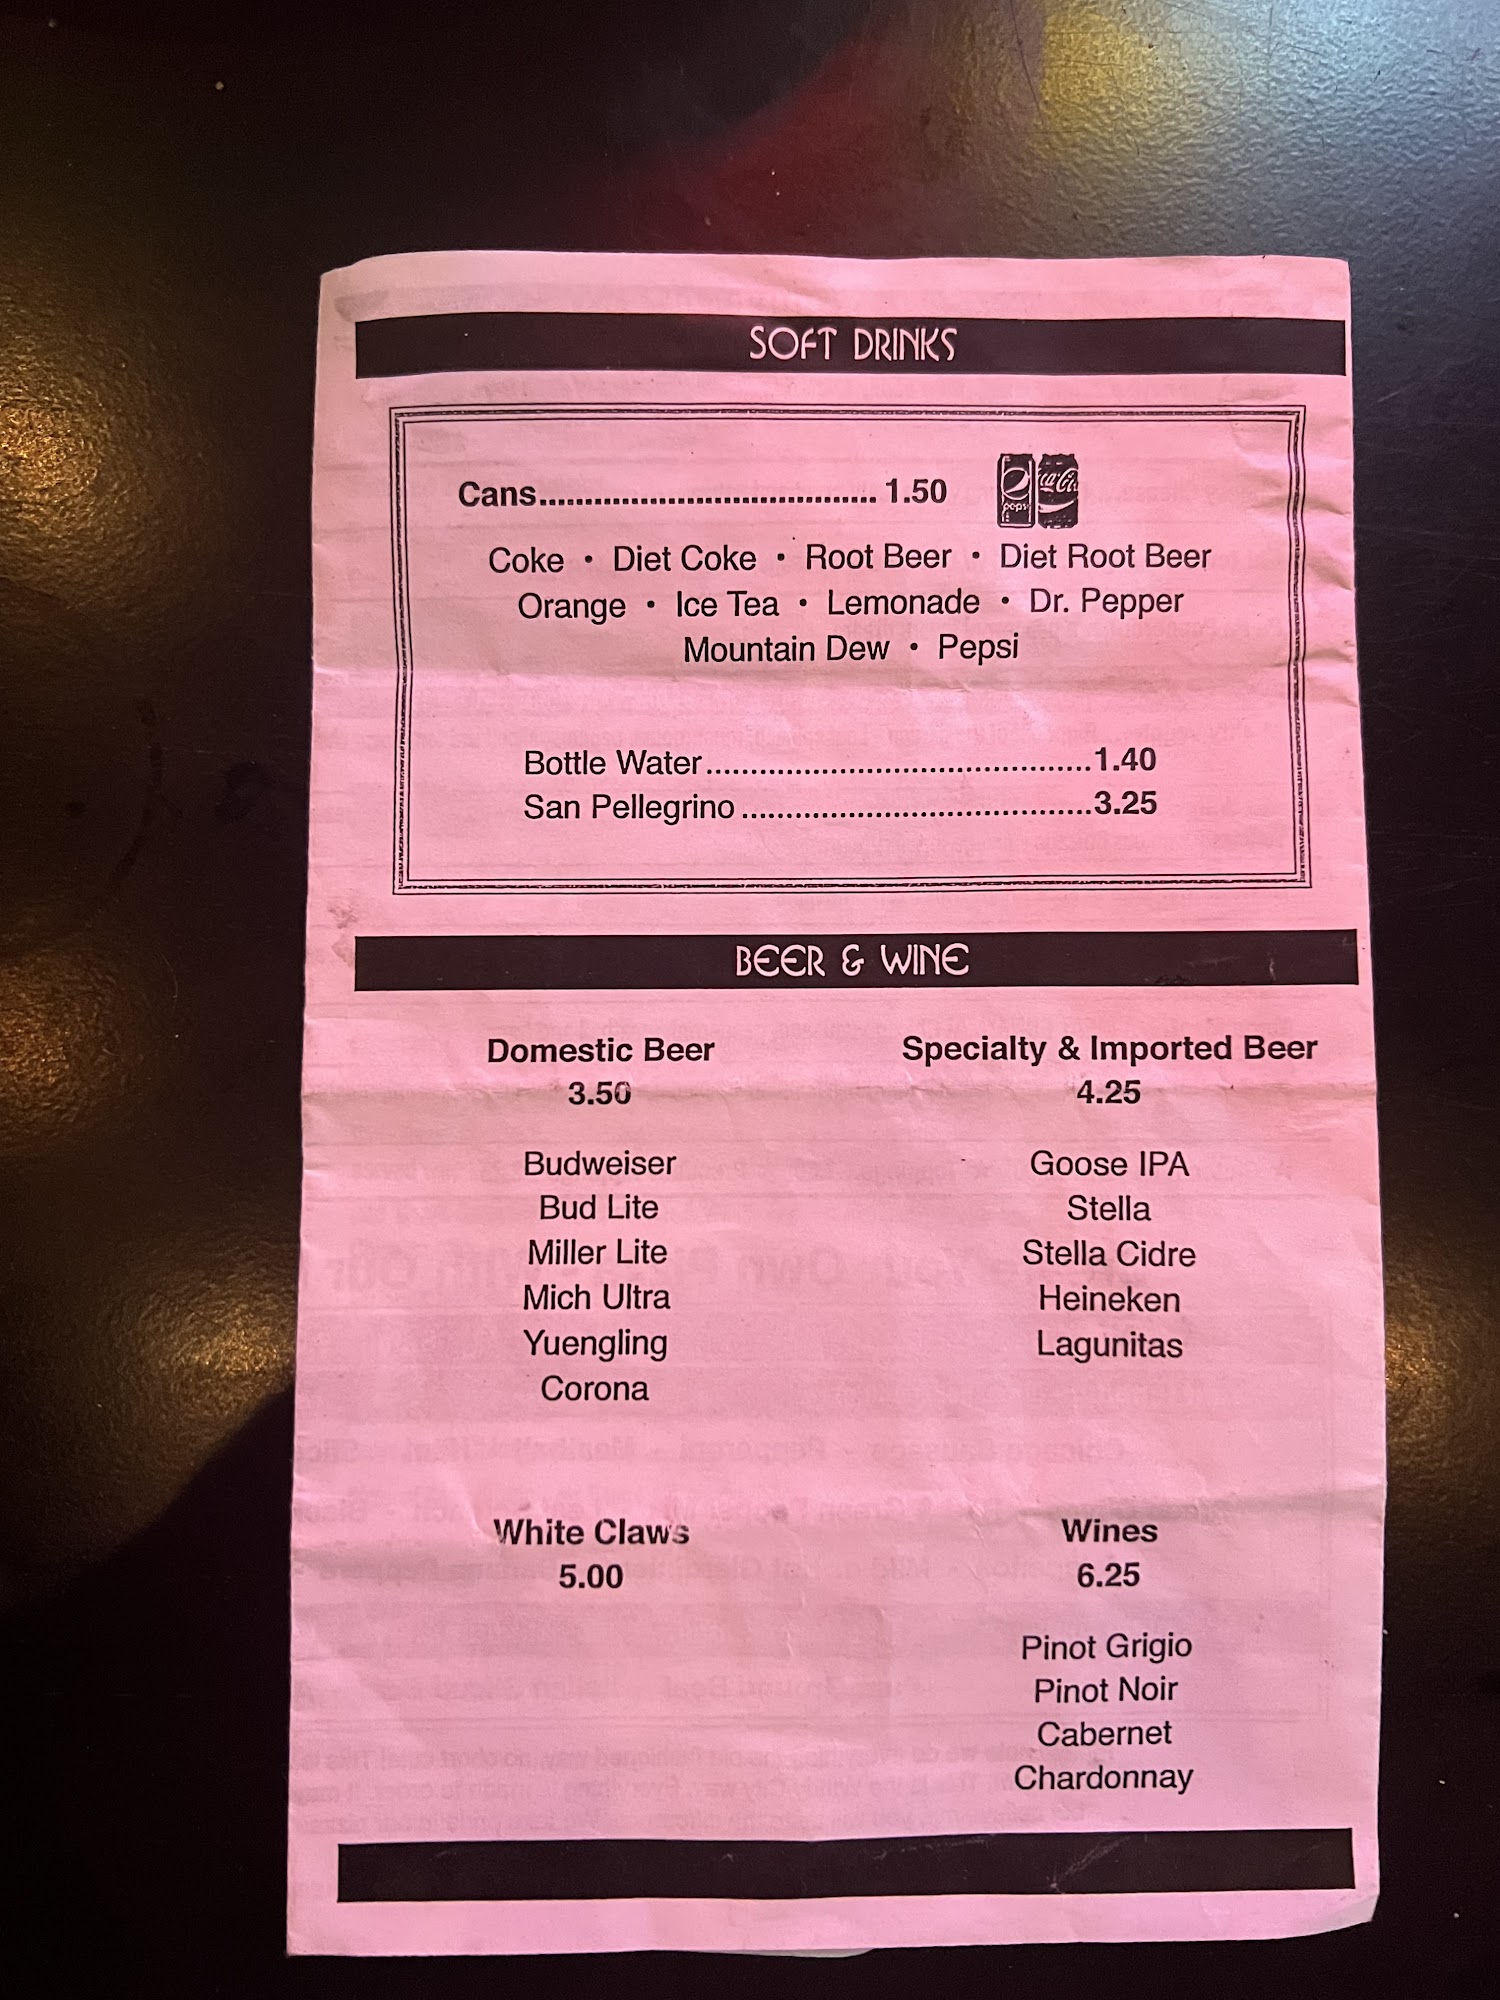 SOFT DRINKS
Cans..................................... 1.50
pepsi
Coke • Diet Coke • Root Beer • Diet Root Beer
Orange • Ice Tea • Lemonade • Dr. Pepper
Mountain Dew • Pepsi
Bottle Water............................................1.40
San Pellegrino........................................3.25
BEER & WINE
Domestic Beer
3.50
Budweiser
Bud Lite
Miller Lite
Mich Ultra
Yuengling
Corona
Specialty & Imported Beer
4.25
Goose IPA
Stella
Stella Cidre
Heineken
Lagunitas
White Claws
5.00
Wines
6.25
Pinot Grigio
Pinot Noir
Cabernet
Chardonnay